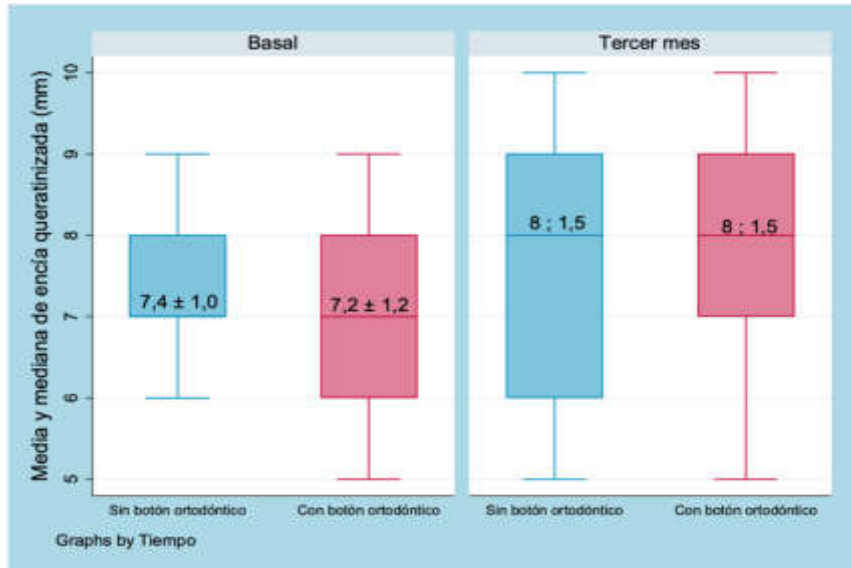 Basal
Tercer mes
Media y mediana de encía queratinizada (mm)
10
9
8
7
6
5
7,4 ± 1,0
7,2 ± 1,2
8 ; 1,5
8 ; 1,5
Sin botón ortodóntico
Con botón ortodóntico
Sin botón ortodóntico
Con botón ortodóntico
Graphs by Tiempo